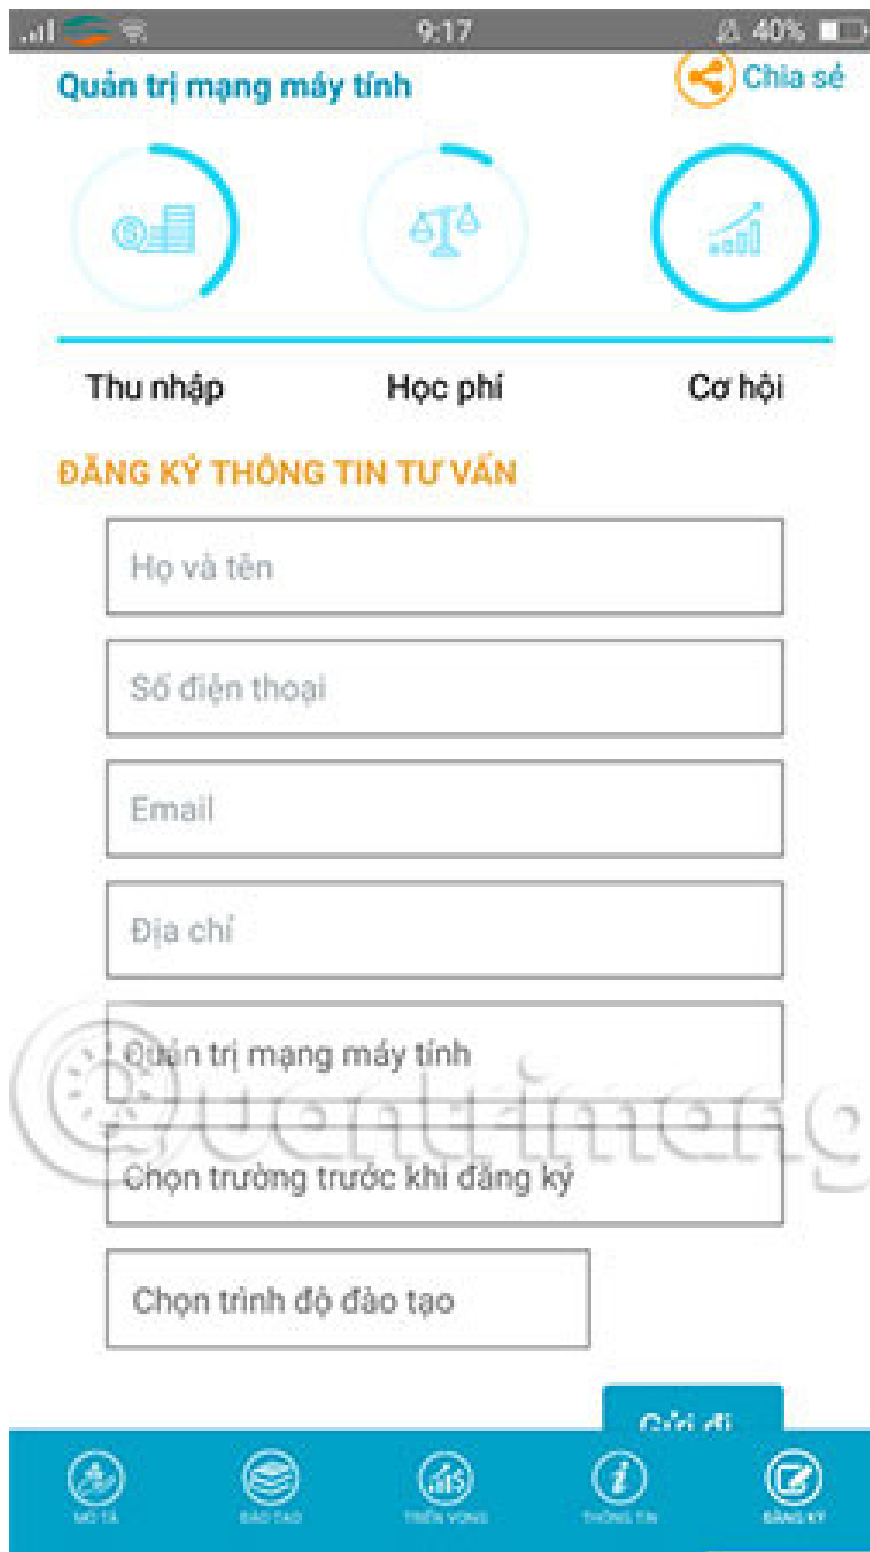 9:17
40%
Quản trị mạng máy tính
Chia sẻ
Thu nhập
Học phí
Cơ hội
ĐĂNG KÝ THÔNG TIN TƯ VẤN
Họ và tên
Số điện thoại
Email
Địa chỉ
Quản trị mạng máy tính
Quantrimang
Chọn trường trước khi đăng ký
Chọn trình độ đào tạo
Gửi đi
MÔ TẢ
ĐÀO TẠO
TRIỂN VỌNG
THÔNG TIN
ĐĂNG KÝ